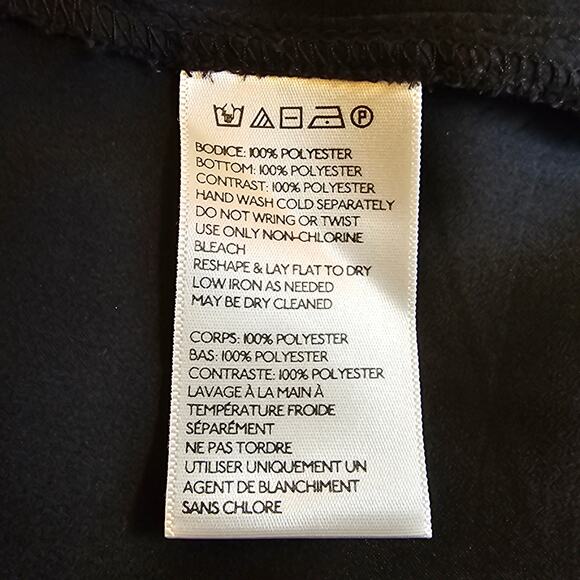 P
BODICE: 100% POLYESTER
BOTTOM: 100% POLYESTER
CONTRAST: 100% POLYESTER
HAND WASH COLD SEPARATELY
DO NOT WRING OR TWIST
USE ONLY NON-CHLORINE
BLEACH
RESHAPE & LAY FLAT TO DRY
LOW IRON AS NEEDED
MAY BE DRY CLEANED
CORPS: 100% POLYESTER
BAS: 100% POLYESTER
CONTRASTE: 100% POLYESTER
LAVAGE À LA MAIN À
TEMPÉRATURE FROIDE
SÉPARÉMENT
NE PAS TORDRE
UTILISER UNIQUEMENT UN
AGENT DE BLANCHIMENT
SANS CHLORE